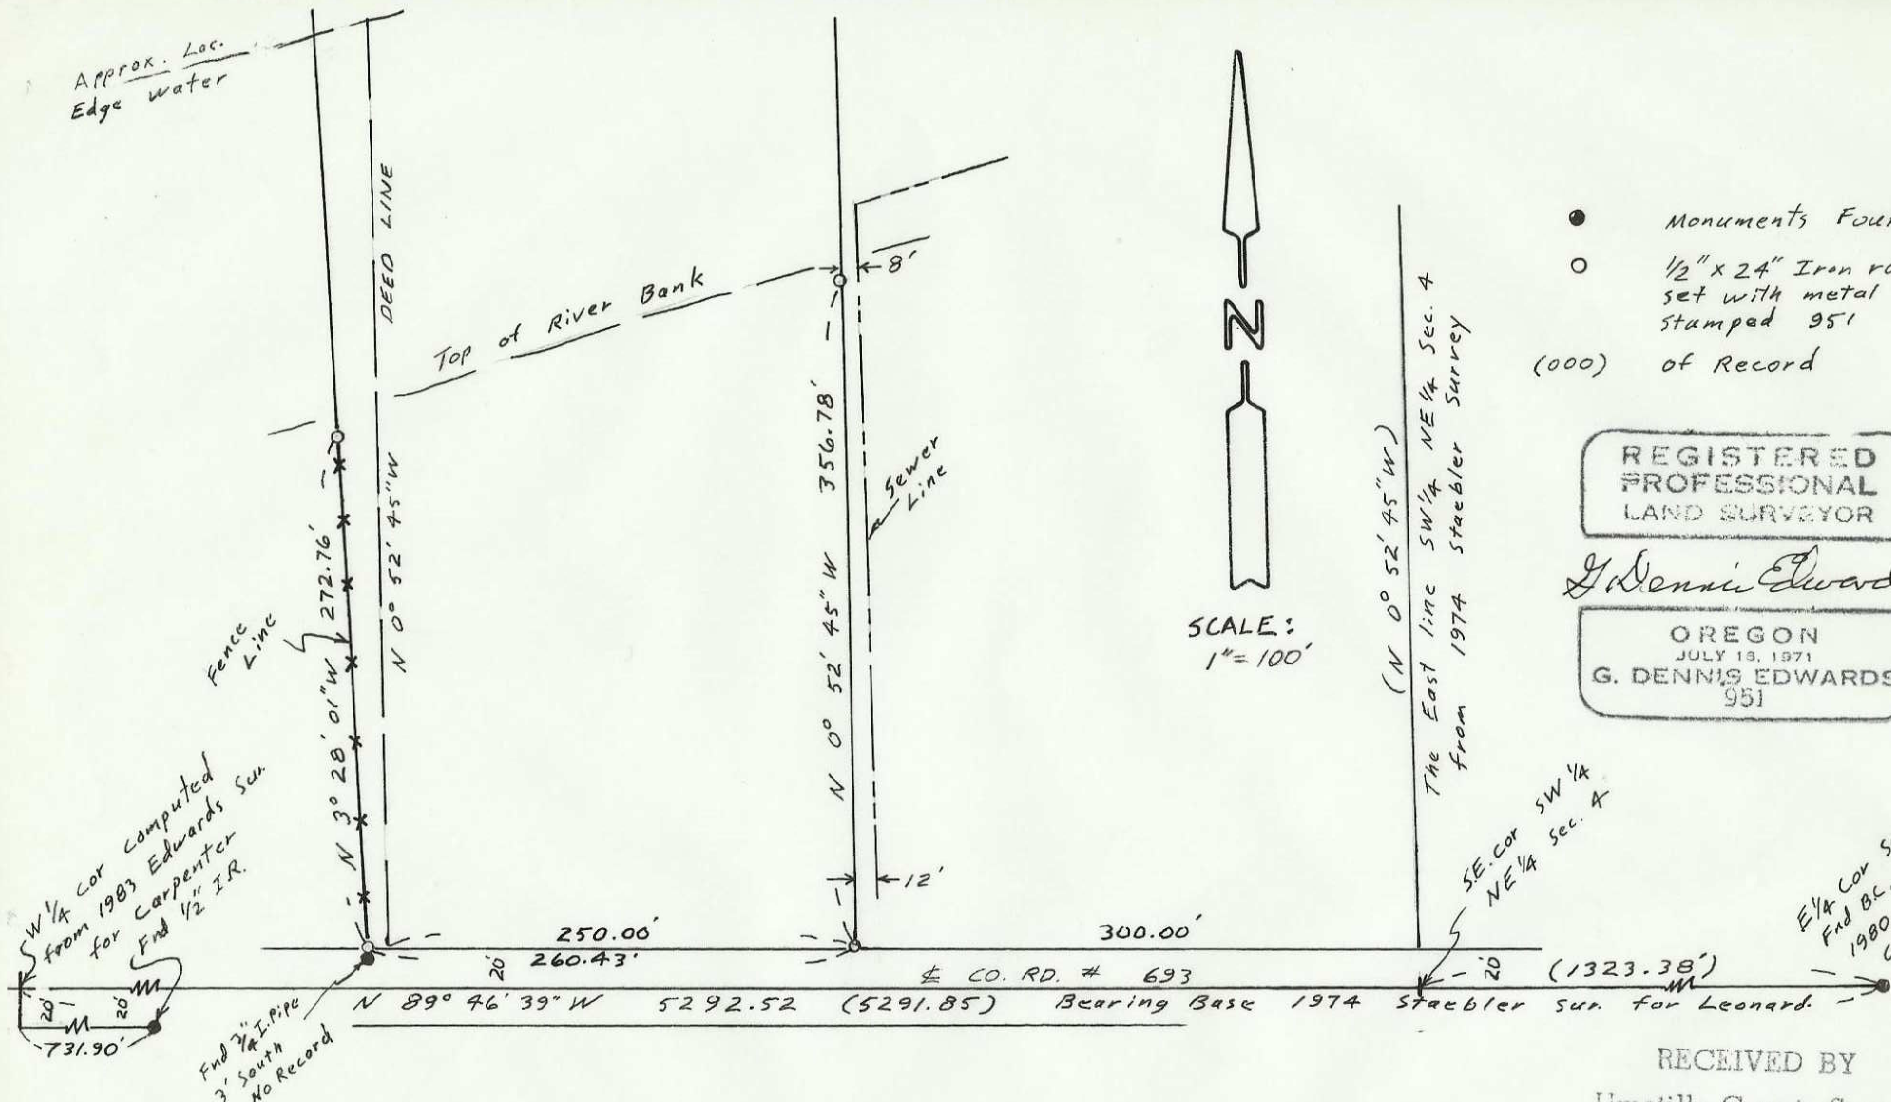 Approx. Loc.
Edge water
DEED LINE
Top of River Bank
8'
N
SCALE:
1"= 100'
Monuments
1/2" x 24" Iron
set with metal
stamped 951
(000) of Record
REGISTERED
PROFESSIONAL
LAND SURVEYOR
G Dennis Edward
OREGON
JULY 16, 1971
G. DENNIS EDWARDS
951
N 0° 52' 45" W
N 0° 52' 45" W 356.78'
Sewer
Line
(N 0° 52' 45" W)
The East line SW 1/4 NE 1/4 Sec. 4
from 1974 Staebler Survey
Fence
Line
N 3° 28' 01" W 272.76'
SW 1/4 Cor computed
from 1983 Edwards Sur.
for Carpenter
Fnd 1/2" I.R.
12'
S.E. Cor SW 1/4
NE 1/4 Sec. 4
E 1/4 Cor
Fnd B.C.
1980
250.00'
300.00'
260.43'
20'
℄ CO. RD. # 693
20'
(1323.38')
N 89° 46' 39" W 5292.52 (5291.85) Bearing Base 1974 Staebler Sur. for Leonard.
20'
20'
731.90'
Fnd 3/4" I. Pipe
3' South
No Record
RECEIVED BY